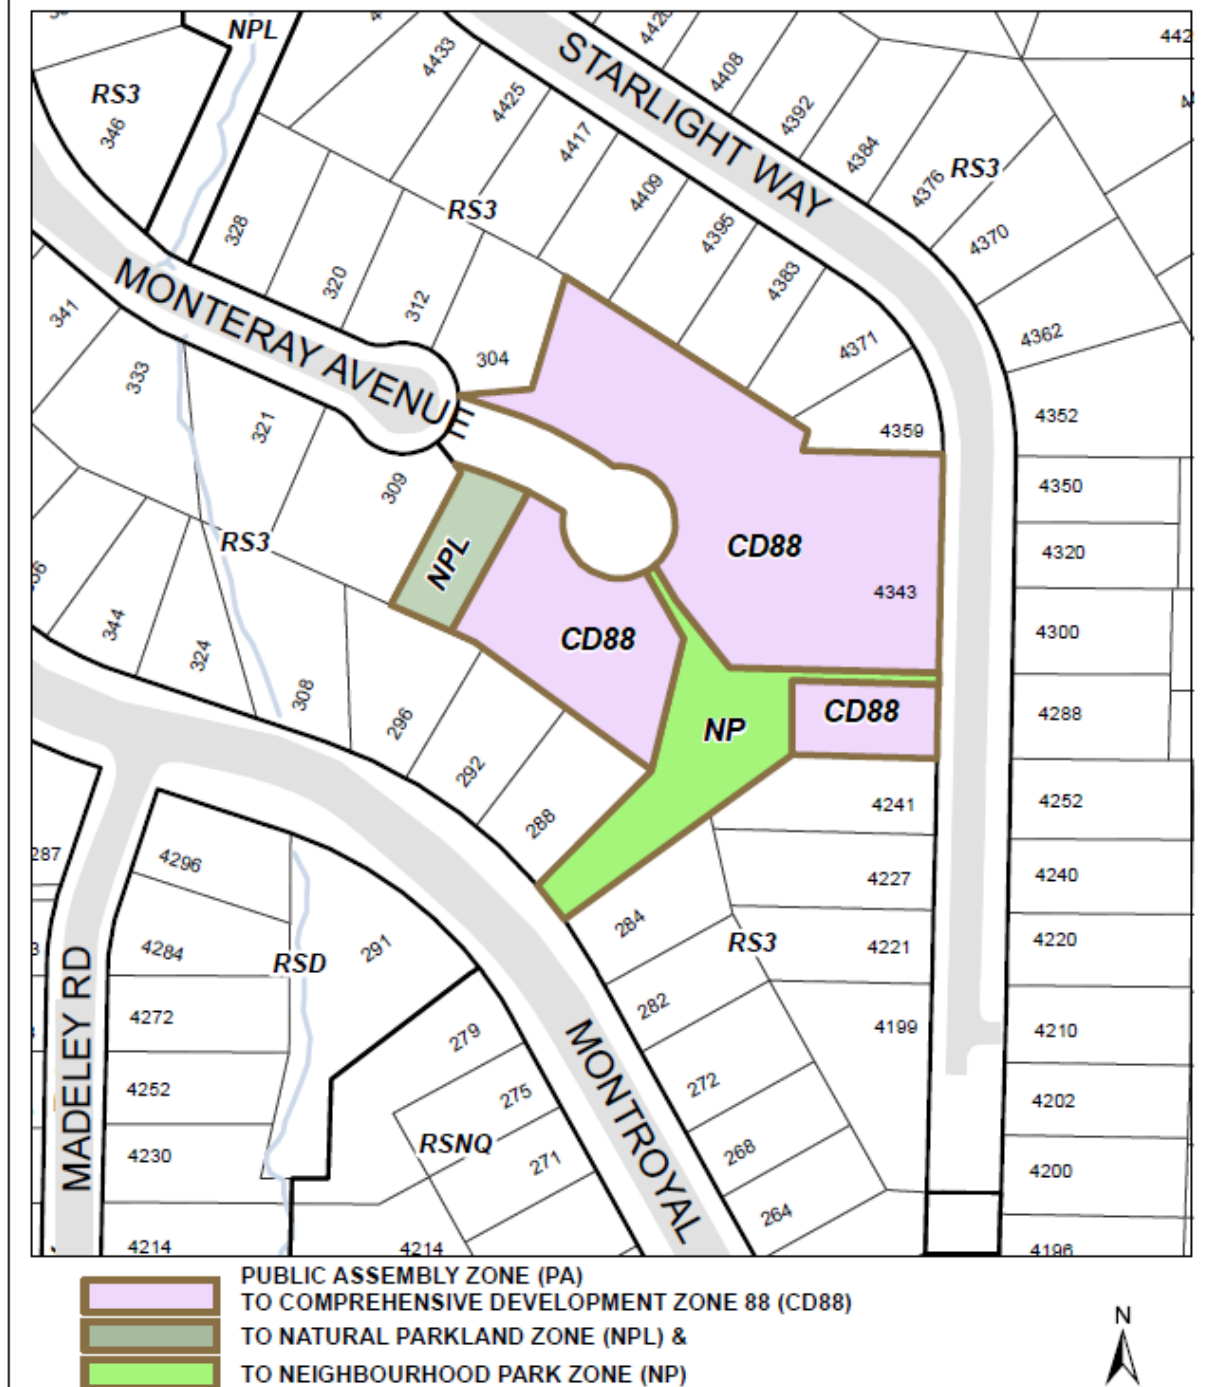 NPL
442
4420
RS3
4433
4408
346
4425
4392
STARLIGHT WAY
4417
4384
4376
RS3
4409
RS3
328
4395
4370
320
4383
341
312
MONTERAY AVENUE
4362
333
304
4371
4352
321
4359
309
4350
RS3
NPL
CD88
4320
4343
344
324
CD88
4300
308
296
NP
CD88
4288
292
288
4241
4252
287
4296
4227
4240
284
RS3
4284
RSD
291
4221
4220
4272
282
279
4199
4210
MADELEY RD
4252
275
272
4202
MONTROYAL
4230
RSNQ
271
268
4200
264
4214
4214
4196
PUBLIC ASSEMBLY ZONE (PA)
TO COMPREHENSIVE DEVELOPMENT ZONE 88 (CD88)
TO NATURAL PARKLAND ZONE (NPL) &
TO NEIGHBOURHOOD PARK ZONE (NP)
N